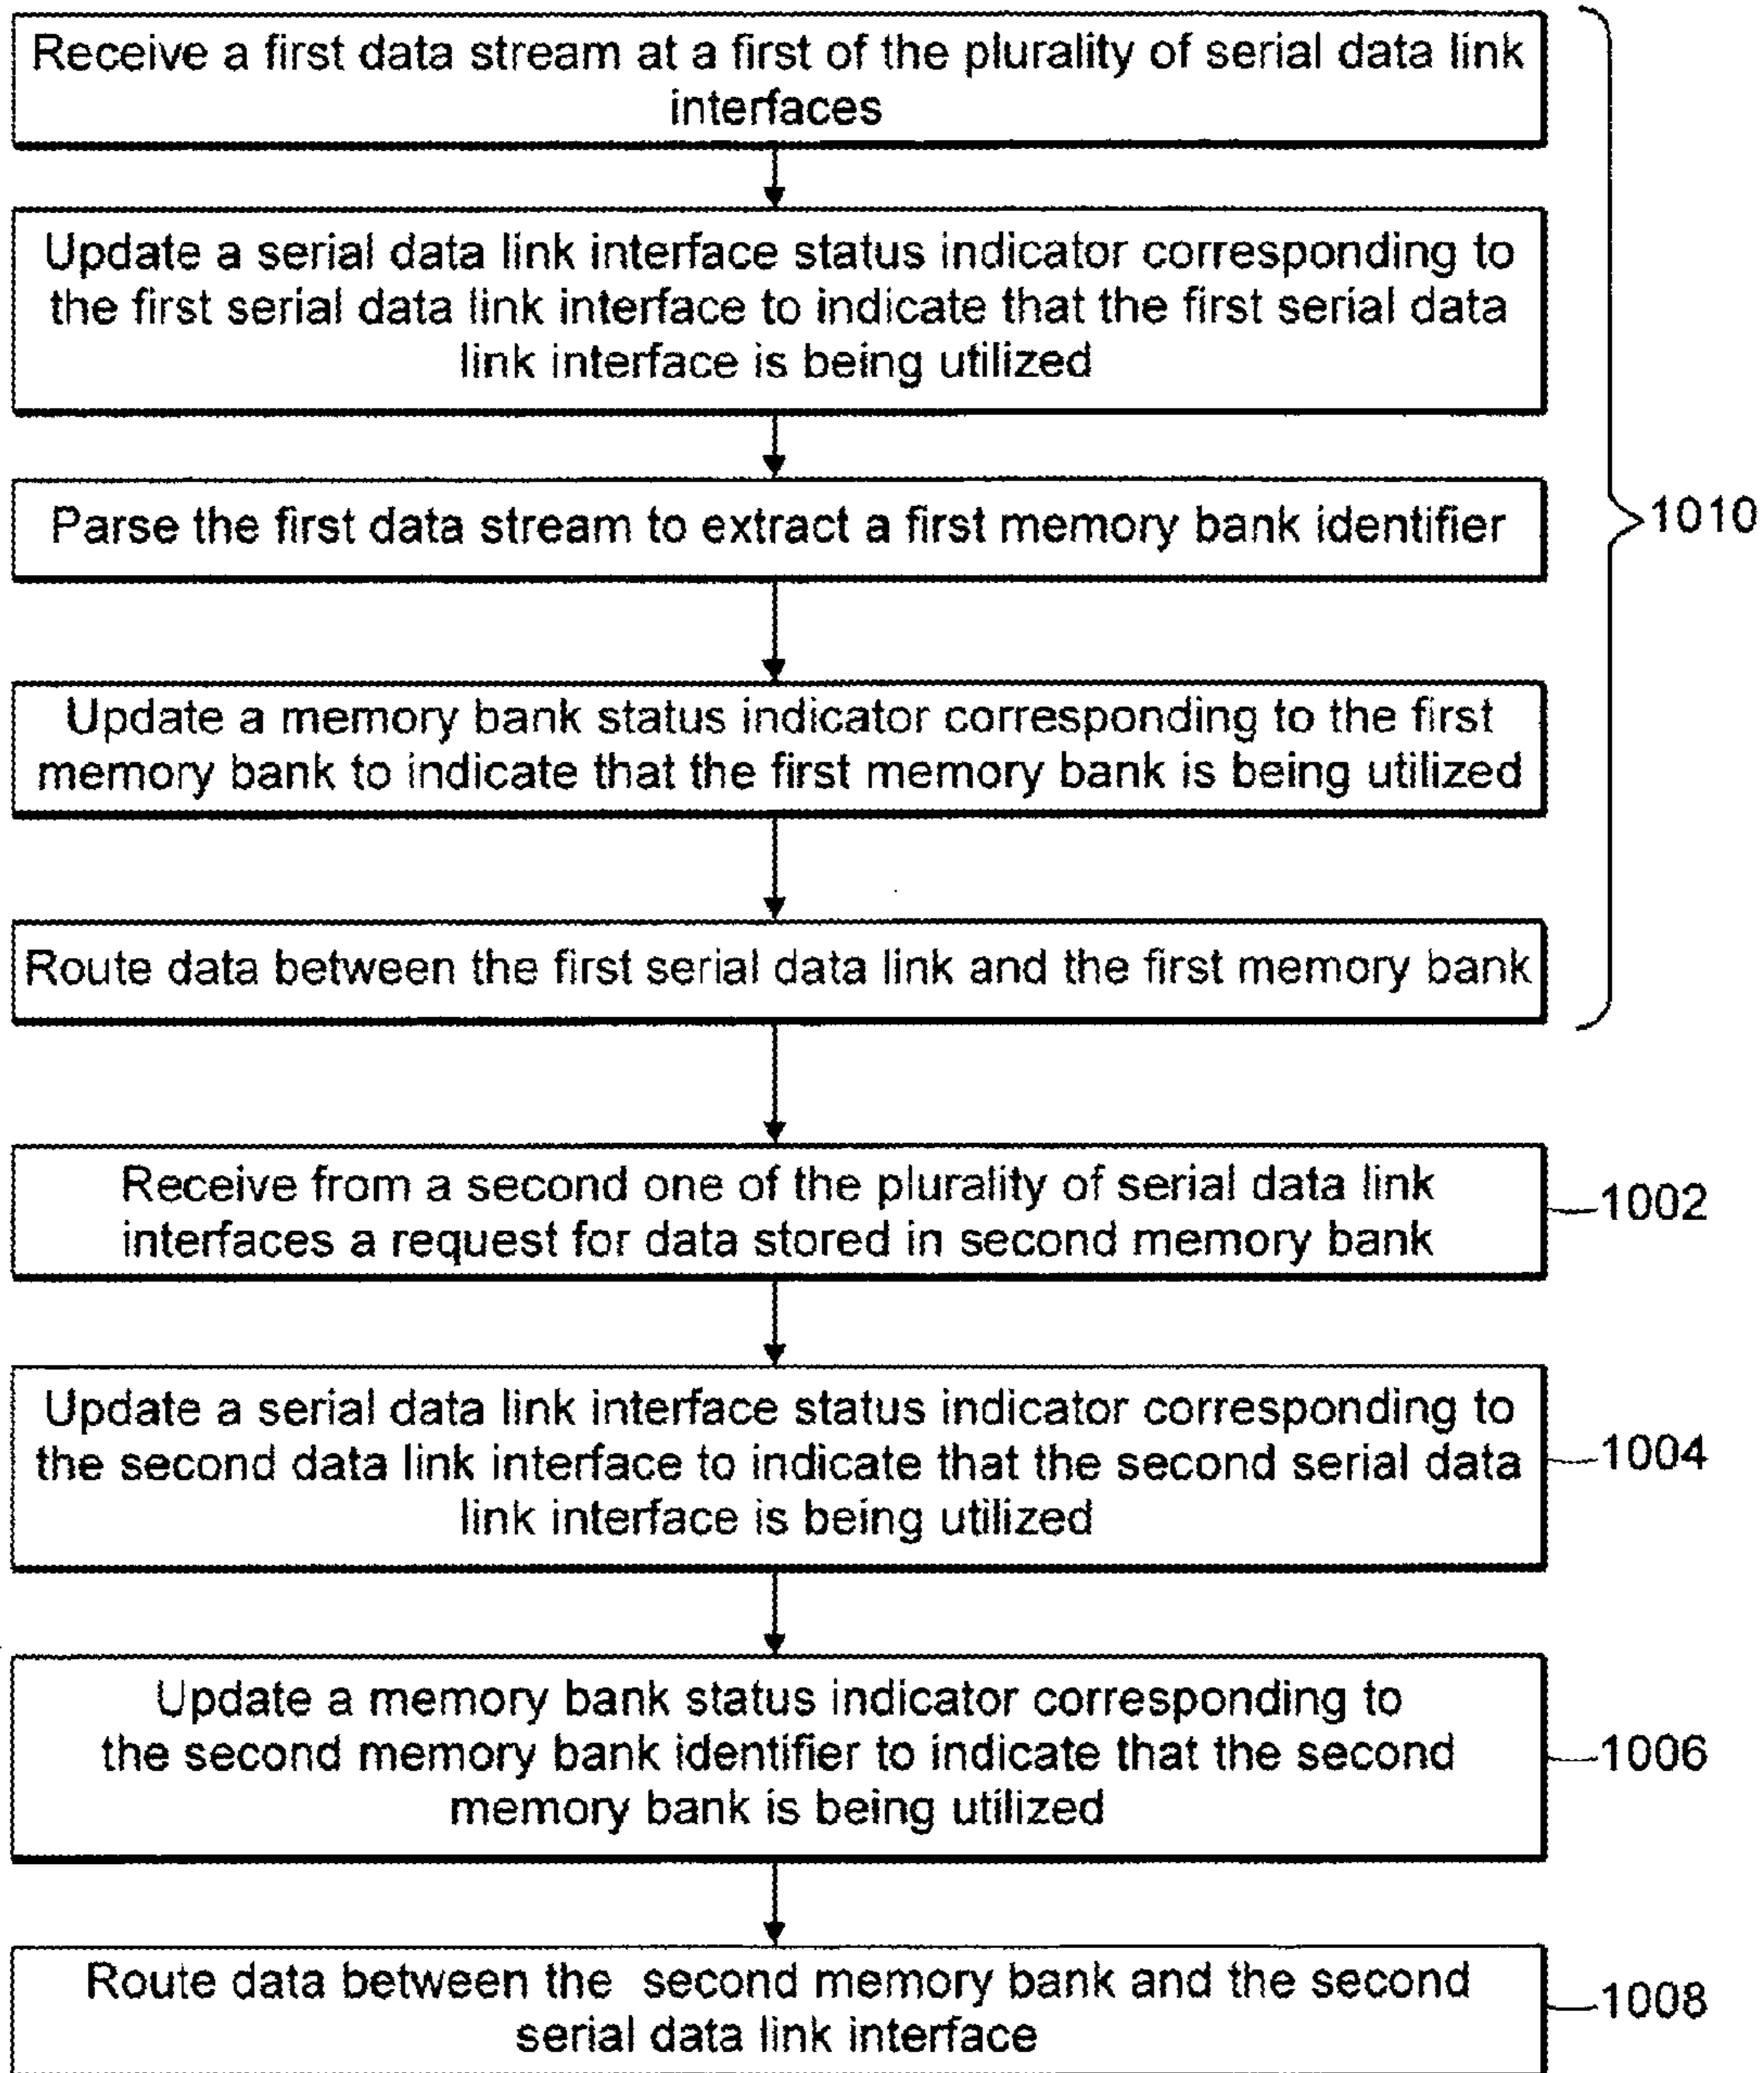 Receive a first data stream at a first of the plurality of serial data link
interfaces
Update a serial data link interface status indicator corresponding to
the first serial data link interface to indicate that the first serial data
link interface is being utilized
Parse the first data stream to extract a first memory bank identifier
1010
Update a memory bank status indicator corresponding to the first
memory bank to indicate that the first memory bank is being utilized
Route data between the first serial data link and the first memory bank
Receive from a second one of the plurality of serial data link
interfaces a request for data stored in second memory bank
1002
Update a serial data link interface status indicator corresponding to
the second data link interface to indicate that the second serial data
link interface is being utilized
1004
Update a memory bank status indicator corresponding to
the second memory bank identifier to indicate that the second
memory bank is being utilized
1006
Route data between the second memory bank and the second
serial data link interface
1008